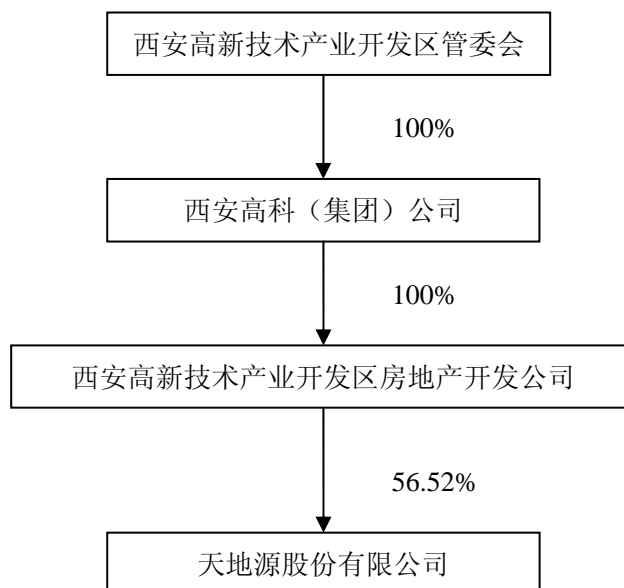 西安高新技术产业开发区管委会
100%
西安高科（集团）公司
100%
西安高新技术产业开发区房地产开发公司
56.52%
天地源股份有限公司